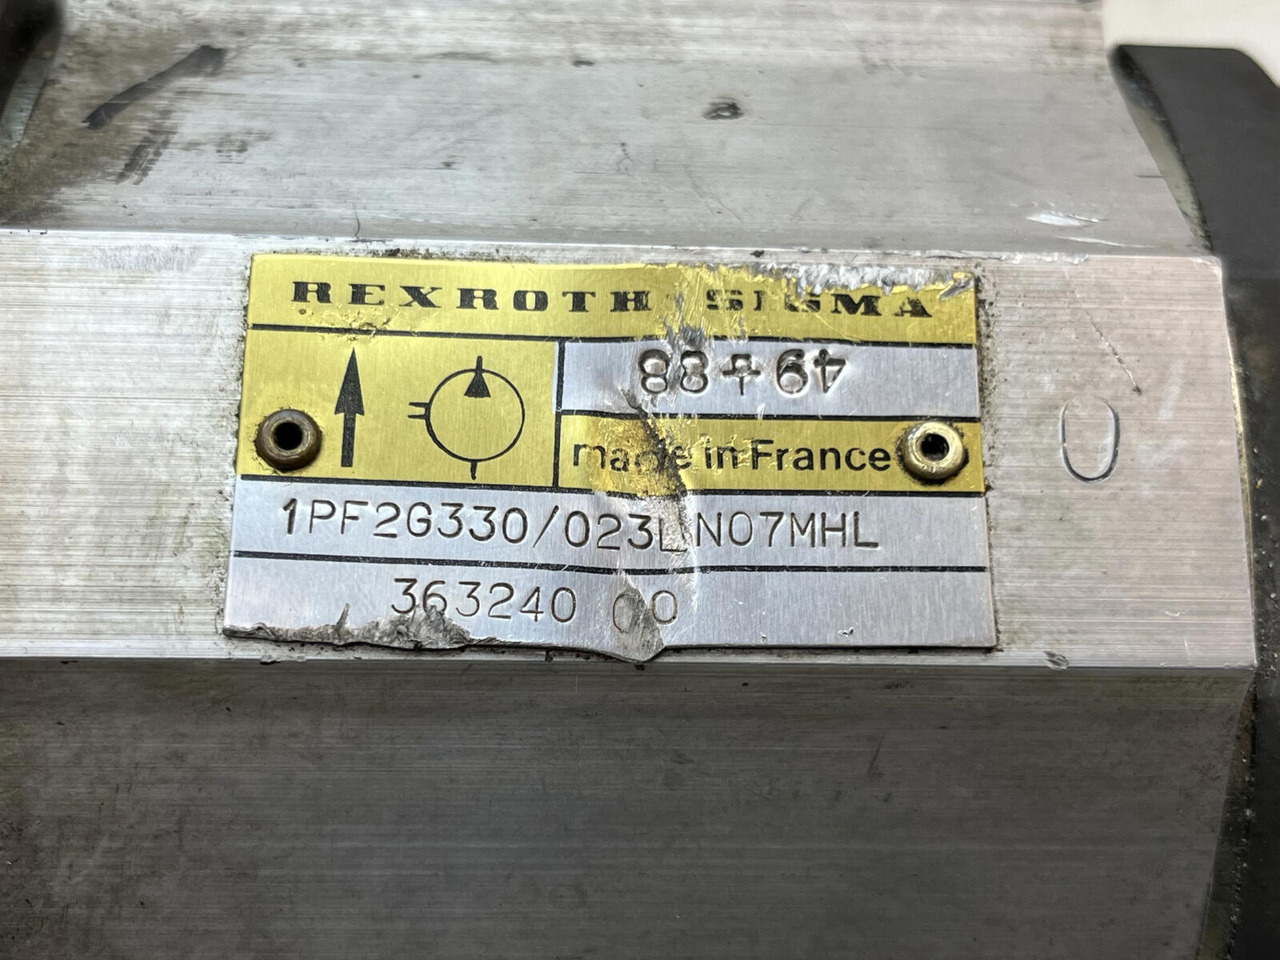 REXROTH SIGMA
49+88
made in France
1PF2G330/023LN07MHL
363240 00